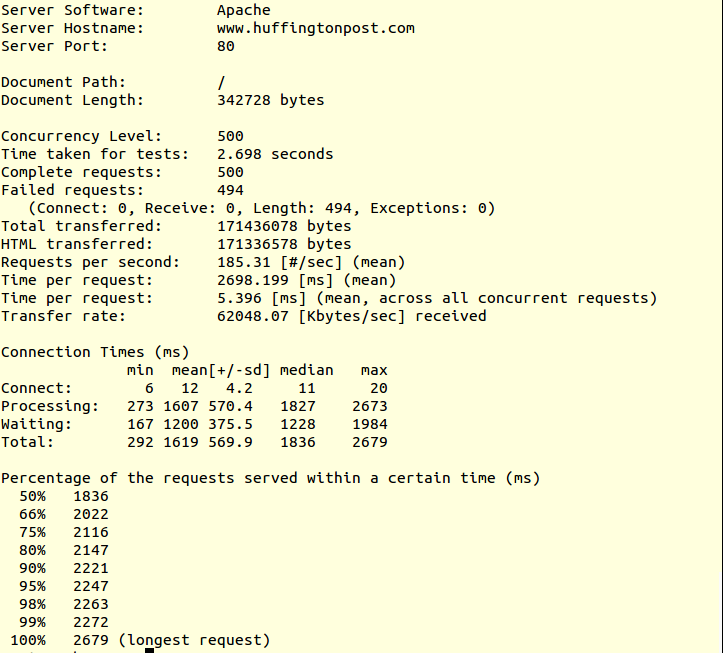 Server Software:        Apache
Server Hostname:        www.huffingtonpost.com
Server Port:            80
Document Path:          /
Document Length:        342728 bytes
Concurrency Level:      500
Time taken for tests:   2.698 seconds
Complete requests:      500
Failed requests:        494
   (Connect: 0, Receive: 0, Length: 494, Exceptions: 0)
Total transferred:      171436078 bytes
HTML transferred:       171336578 bytes
Requests per second:    185.31 [#/sec] (mean)
Time per request:       2698.199 [ms] (mean)
Time per request:       5.396 [ms] (mean, across all concurrent requests)
Transfer rate:          62048.07 [Kbytes/sec] received
Connection Times (ms)
              min  mean[+/-sd] median   max
Connect:        6   12   4.2     11      20
Processing:   273 1607 570.4   1827    2673
Waiting:      167 1200 375.5   1228    1984
Total:        292 1619 569.9   1836    2679
Percentage of the requests served within a certain time (ms)
  50%   1836
  66%   2022
  75%   2116
  80%   2147
  90%   2221
  95%   2247
  98%   2263
  99%   2272
 100%   2679 (longest request)